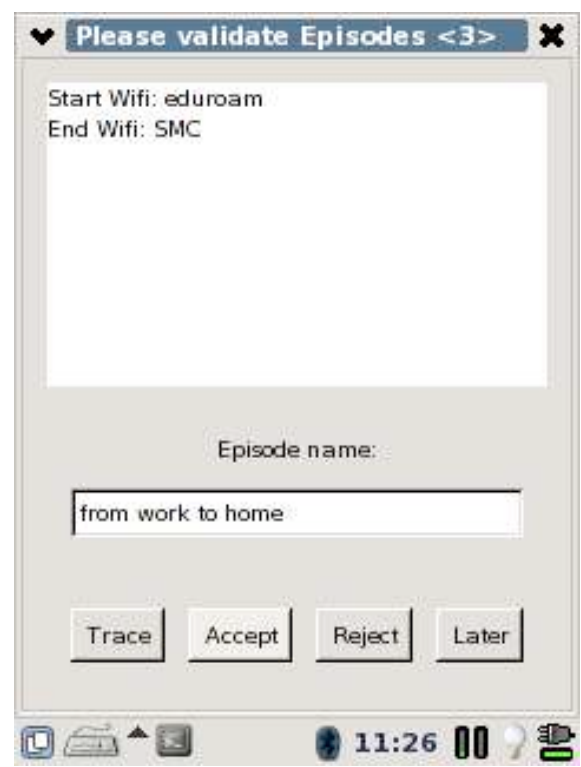 Please validate Episodes <3>
Start Wifi: eduroam
End Wifi: SMC
Episode name:
from work to home
Trace Accept Reject Later
11:26